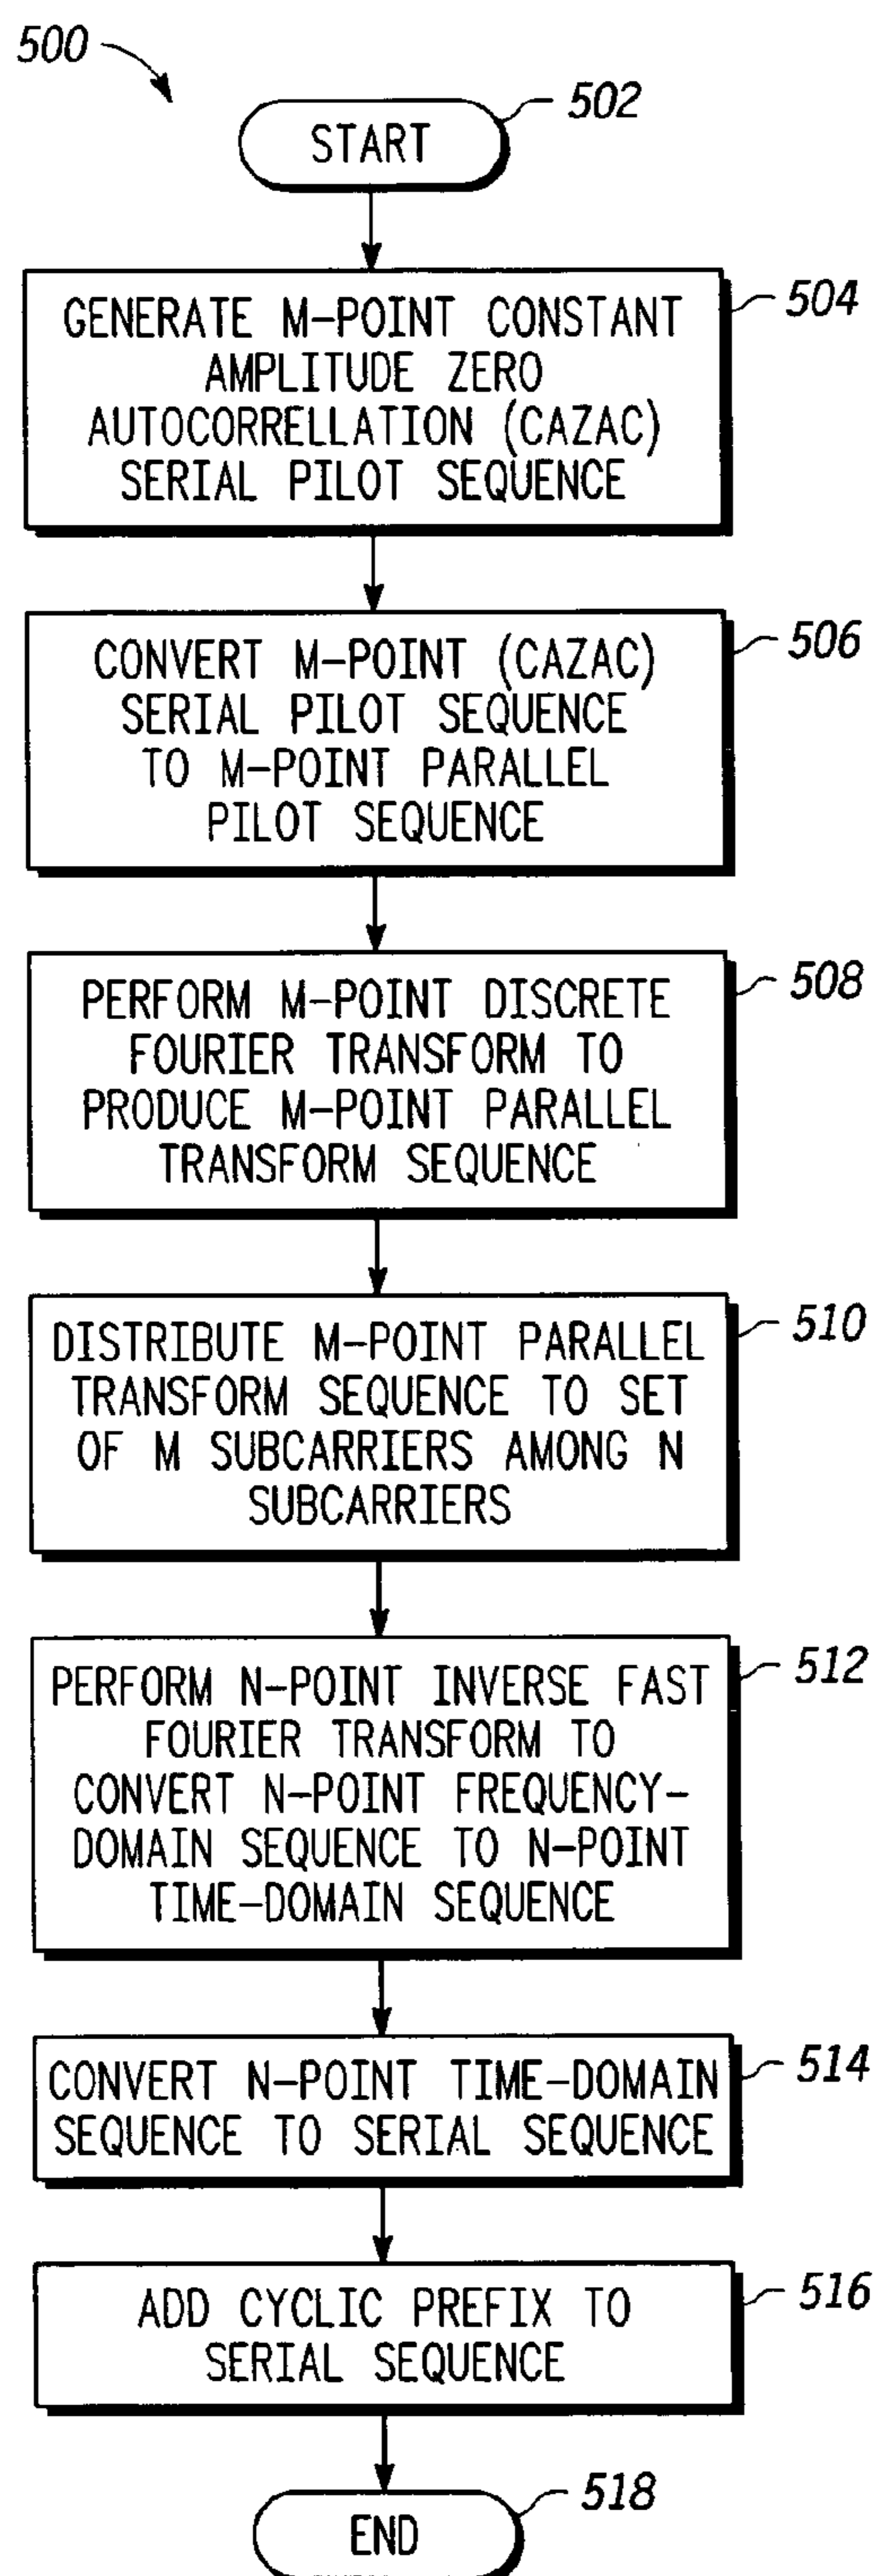 500
START
502
GENERATE M-POINT CONSTANT
AMPLITUDE ZERO
AUTOCORRELLATION (CAZAC)
SERIAL PILOT SEQUENCE
504
CONVERT M-POINT (CAZAC)
SERIAL PILOT SEQUENCE
TO M-POINT PARALLEL
PILOT SEQUENCE
506
PERFORM M-POINT DISCRETE
FOURIER TRANSFORM TO
PRODUCE M-POINT PARALLEL
TRANSFORM SEQUENCE
508
DISTRIBUTE M-POINT PARALLEL
TRANSFORM SEQUENCE TO SET
OF M SUBCARRIERS AMONG N
SUBCARRIERS
510
PERFORM N-POINT INVERSE FAST
FOURIER TRANSFORM TO
CONVERT N-POINT FREQUENCY-
DOMAIN SEQUENCE TO N-POINT
TIME-DOMAIN SEQUENCE
512
CONVERT N-POINT TIME-DOMAIN
SEQUENCE TO SERIAL SEQUENCE
514
ADD CYCLIC PREFIX TO
SERIAL SEQUENCE
516
END
518